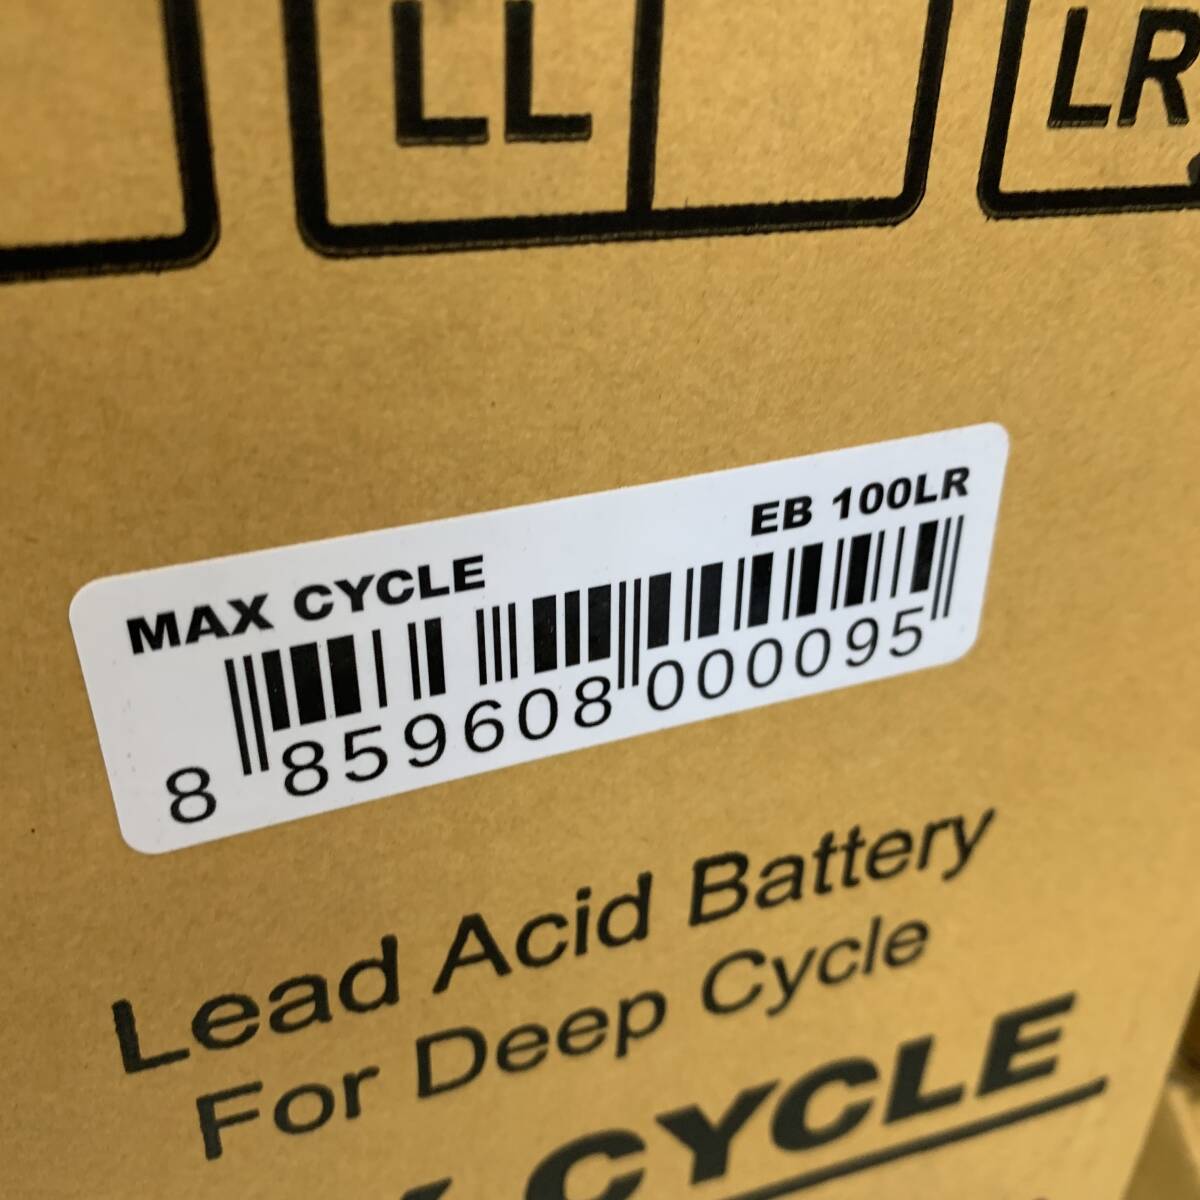 LL
LR
EB 100LR
MAX CYCLE
8 859608 000095
Lead Acid Battery
For Deep Cycle
CYCLE